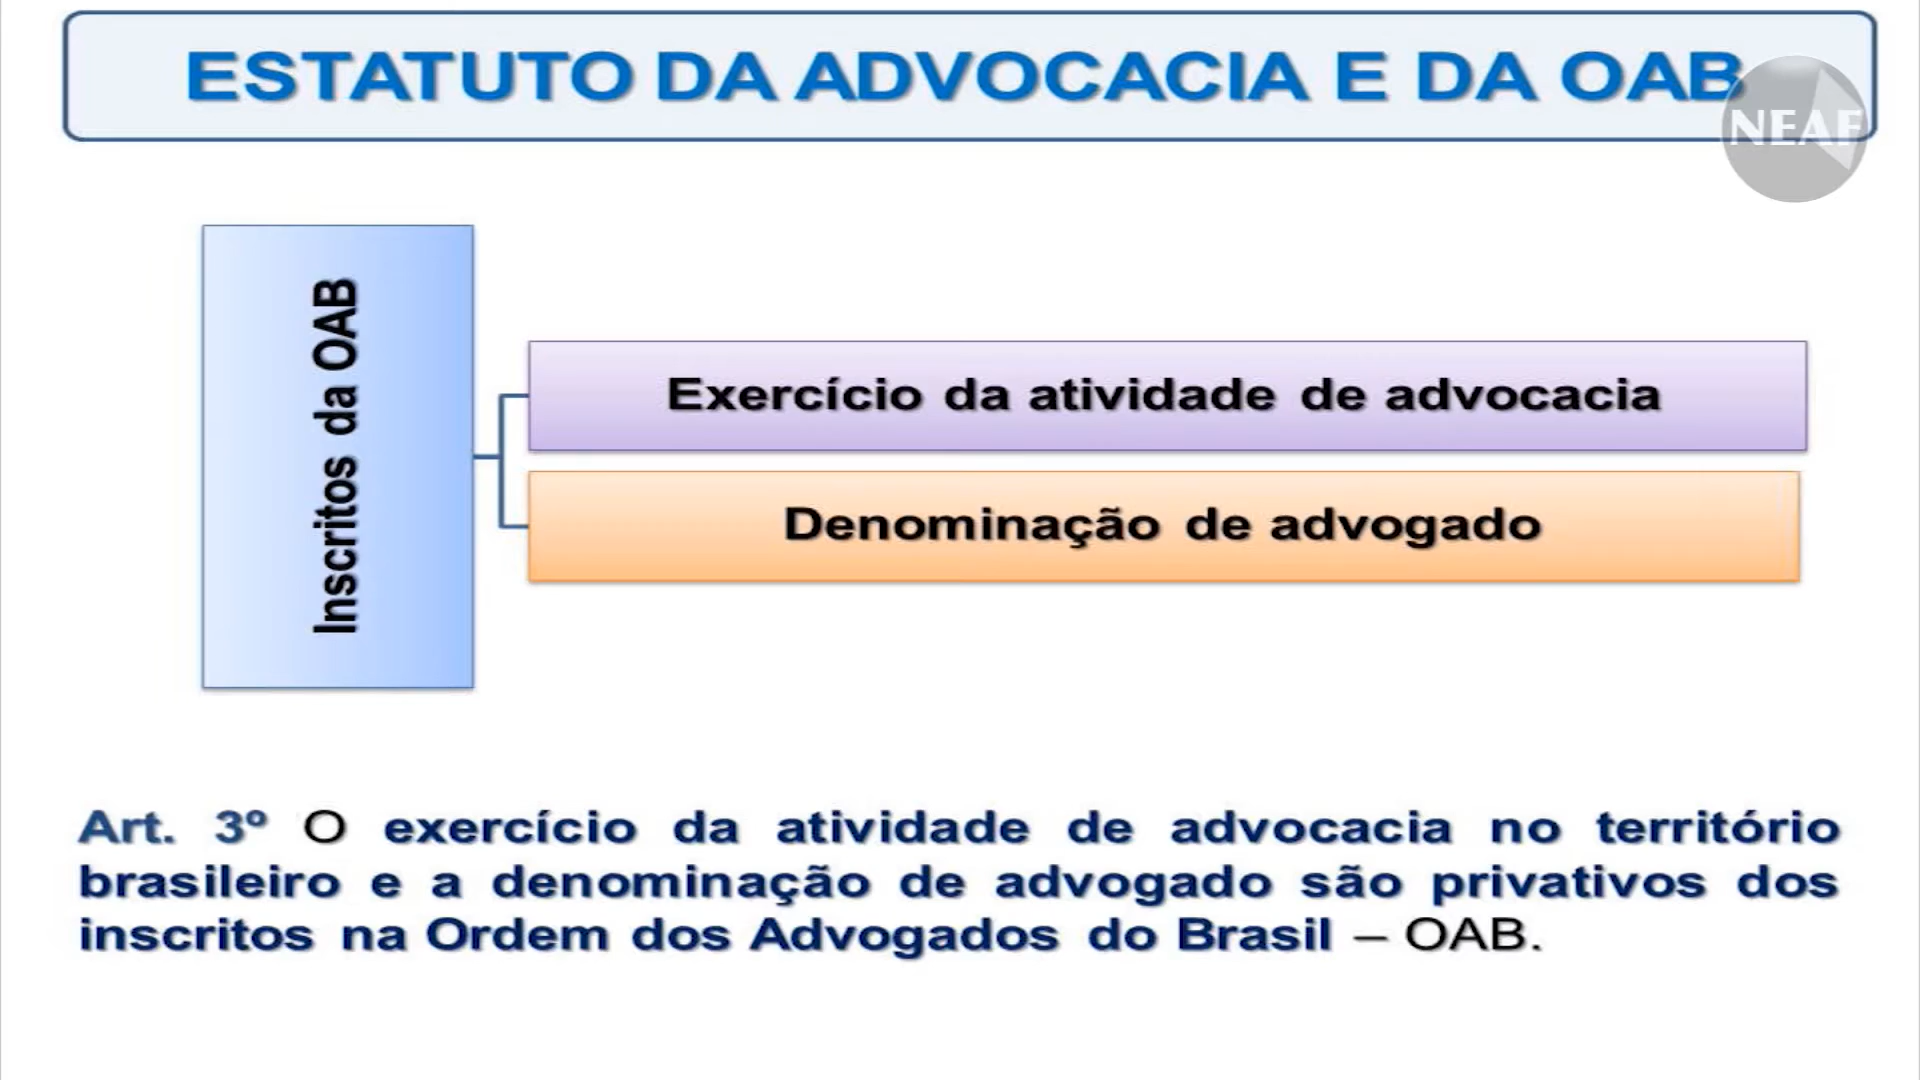 ESTATUTO DA ADVOCACIA E DA OAB
NEAF
Inscritos da OAB
Exercício da atividade de advocacia
Denominação de advogado
Art. 3º O exercício da atividade de advocacia no território
brasileiro e a denominação de advogado são privativos dos
inscritos na Ordem dos Advogados do Brasil – OAB.